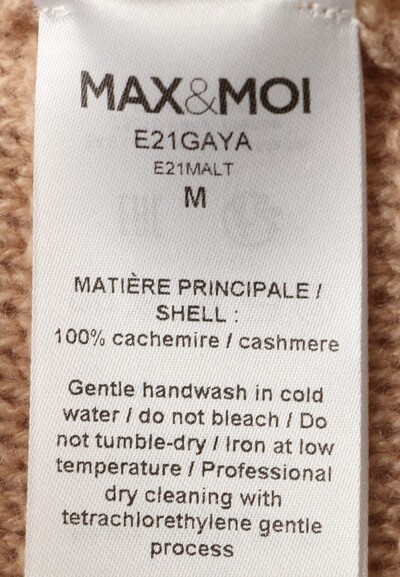 MAX&MOI
E21GAYA
E21MALT
M
MATIÈRE PRINCIPALE /
SHELL :
100% cachemire / cashmere
Gentle handwash in cold
water / do not bleach / Do
not tumble-dry / Iron at low
temperature / Professional
dry cleaning with
tetrachlorethylene gentle
process